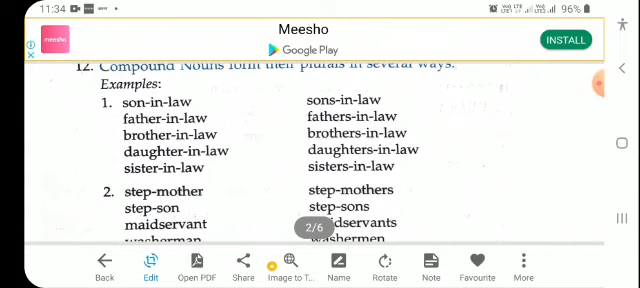 11:34
96%
Meesho
meesho
Google Play
INSTALL
12. Compound Nouns form their plurals in several ways.
Examples:
1. son-in-law sons-in-law
father-in-law fathers-in-law
brother-in-law brothers-in-law
daughter-in-law daughters-in-law
sister-in-law sisters-in-law
2. step-mother step-mothers
step-son step-sons
maidservant idservants
washerman washermen
2/6
Back Edit Open PDF Share Image to T... Name Rotate Note Favourite More